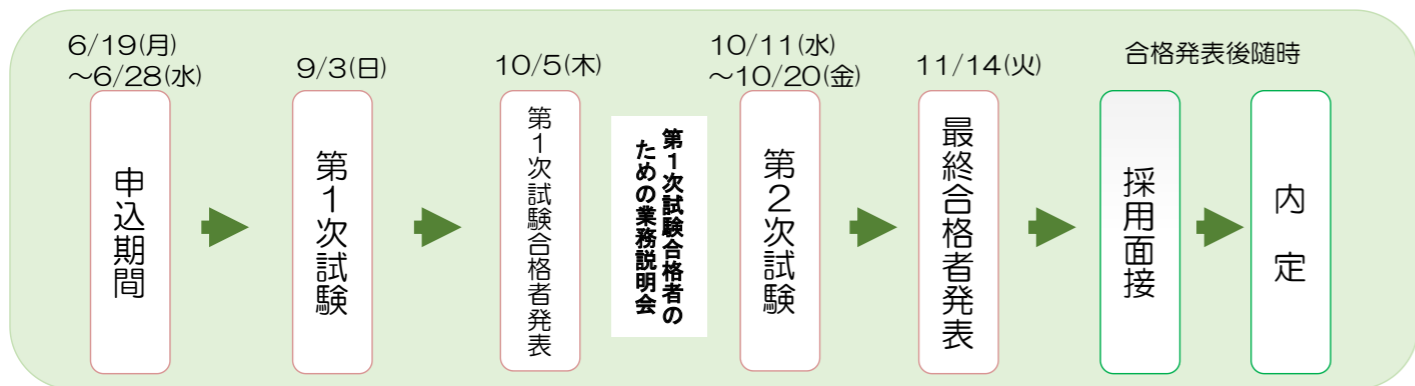 6/19(月)
～6/28(水)
申込期間
9/3(日)
第１次試験
10/5(木)
第１次試験合格者発表
第１次試験合格者の
ための業務説明会
10/11(水)
～10/20(金)
第２次試験
11/14(火)
最終合格者発表
合格発表後随時
採用面接
内定